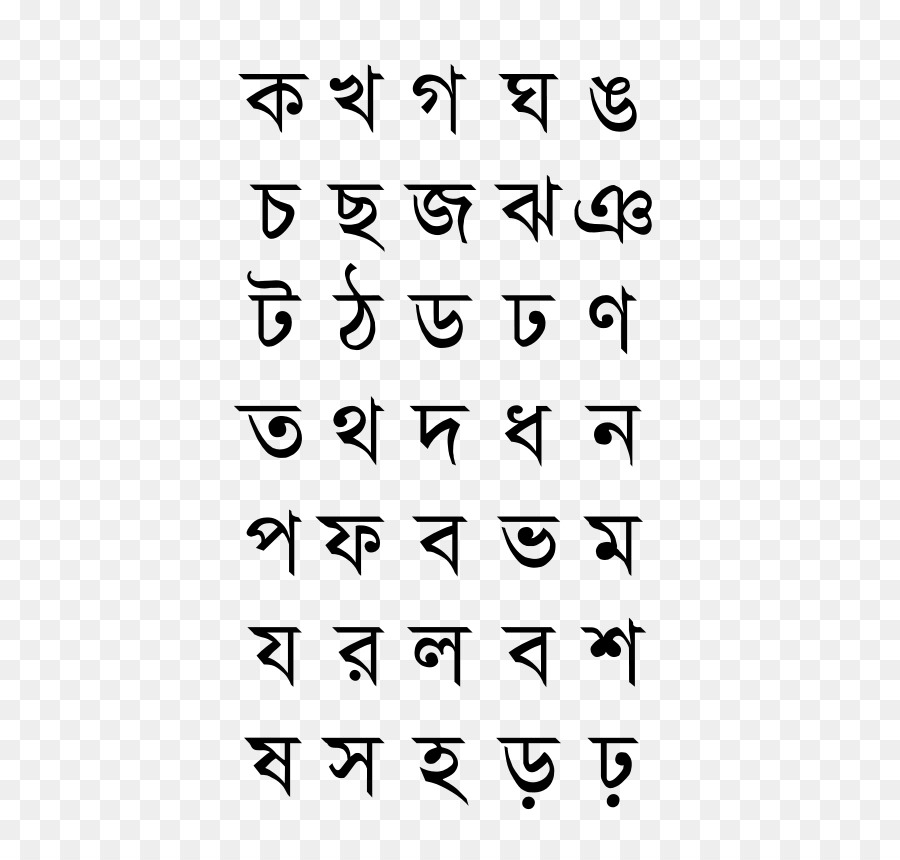 ক খ গ ঘ ঙ
চ ছ জ ঝ ঞ
ট ঠ ড ঢ ণ
ত থ দ ধ ন
প ফ ব ভ ম
য র ল ব শ
ষ স হ ড় ঢ়